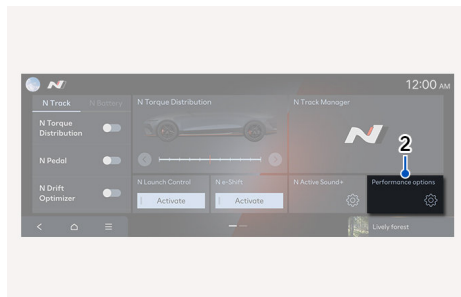 12:00 AM
N Track
N Battery
N Torque Distribution
N Track Manager
N Torque
Distribution
2
N Pedal
N Launch Control
N e-Shift
N Active Sound+
Performance options
N Drift
Optimizer
Activate
Activate
Lively forest